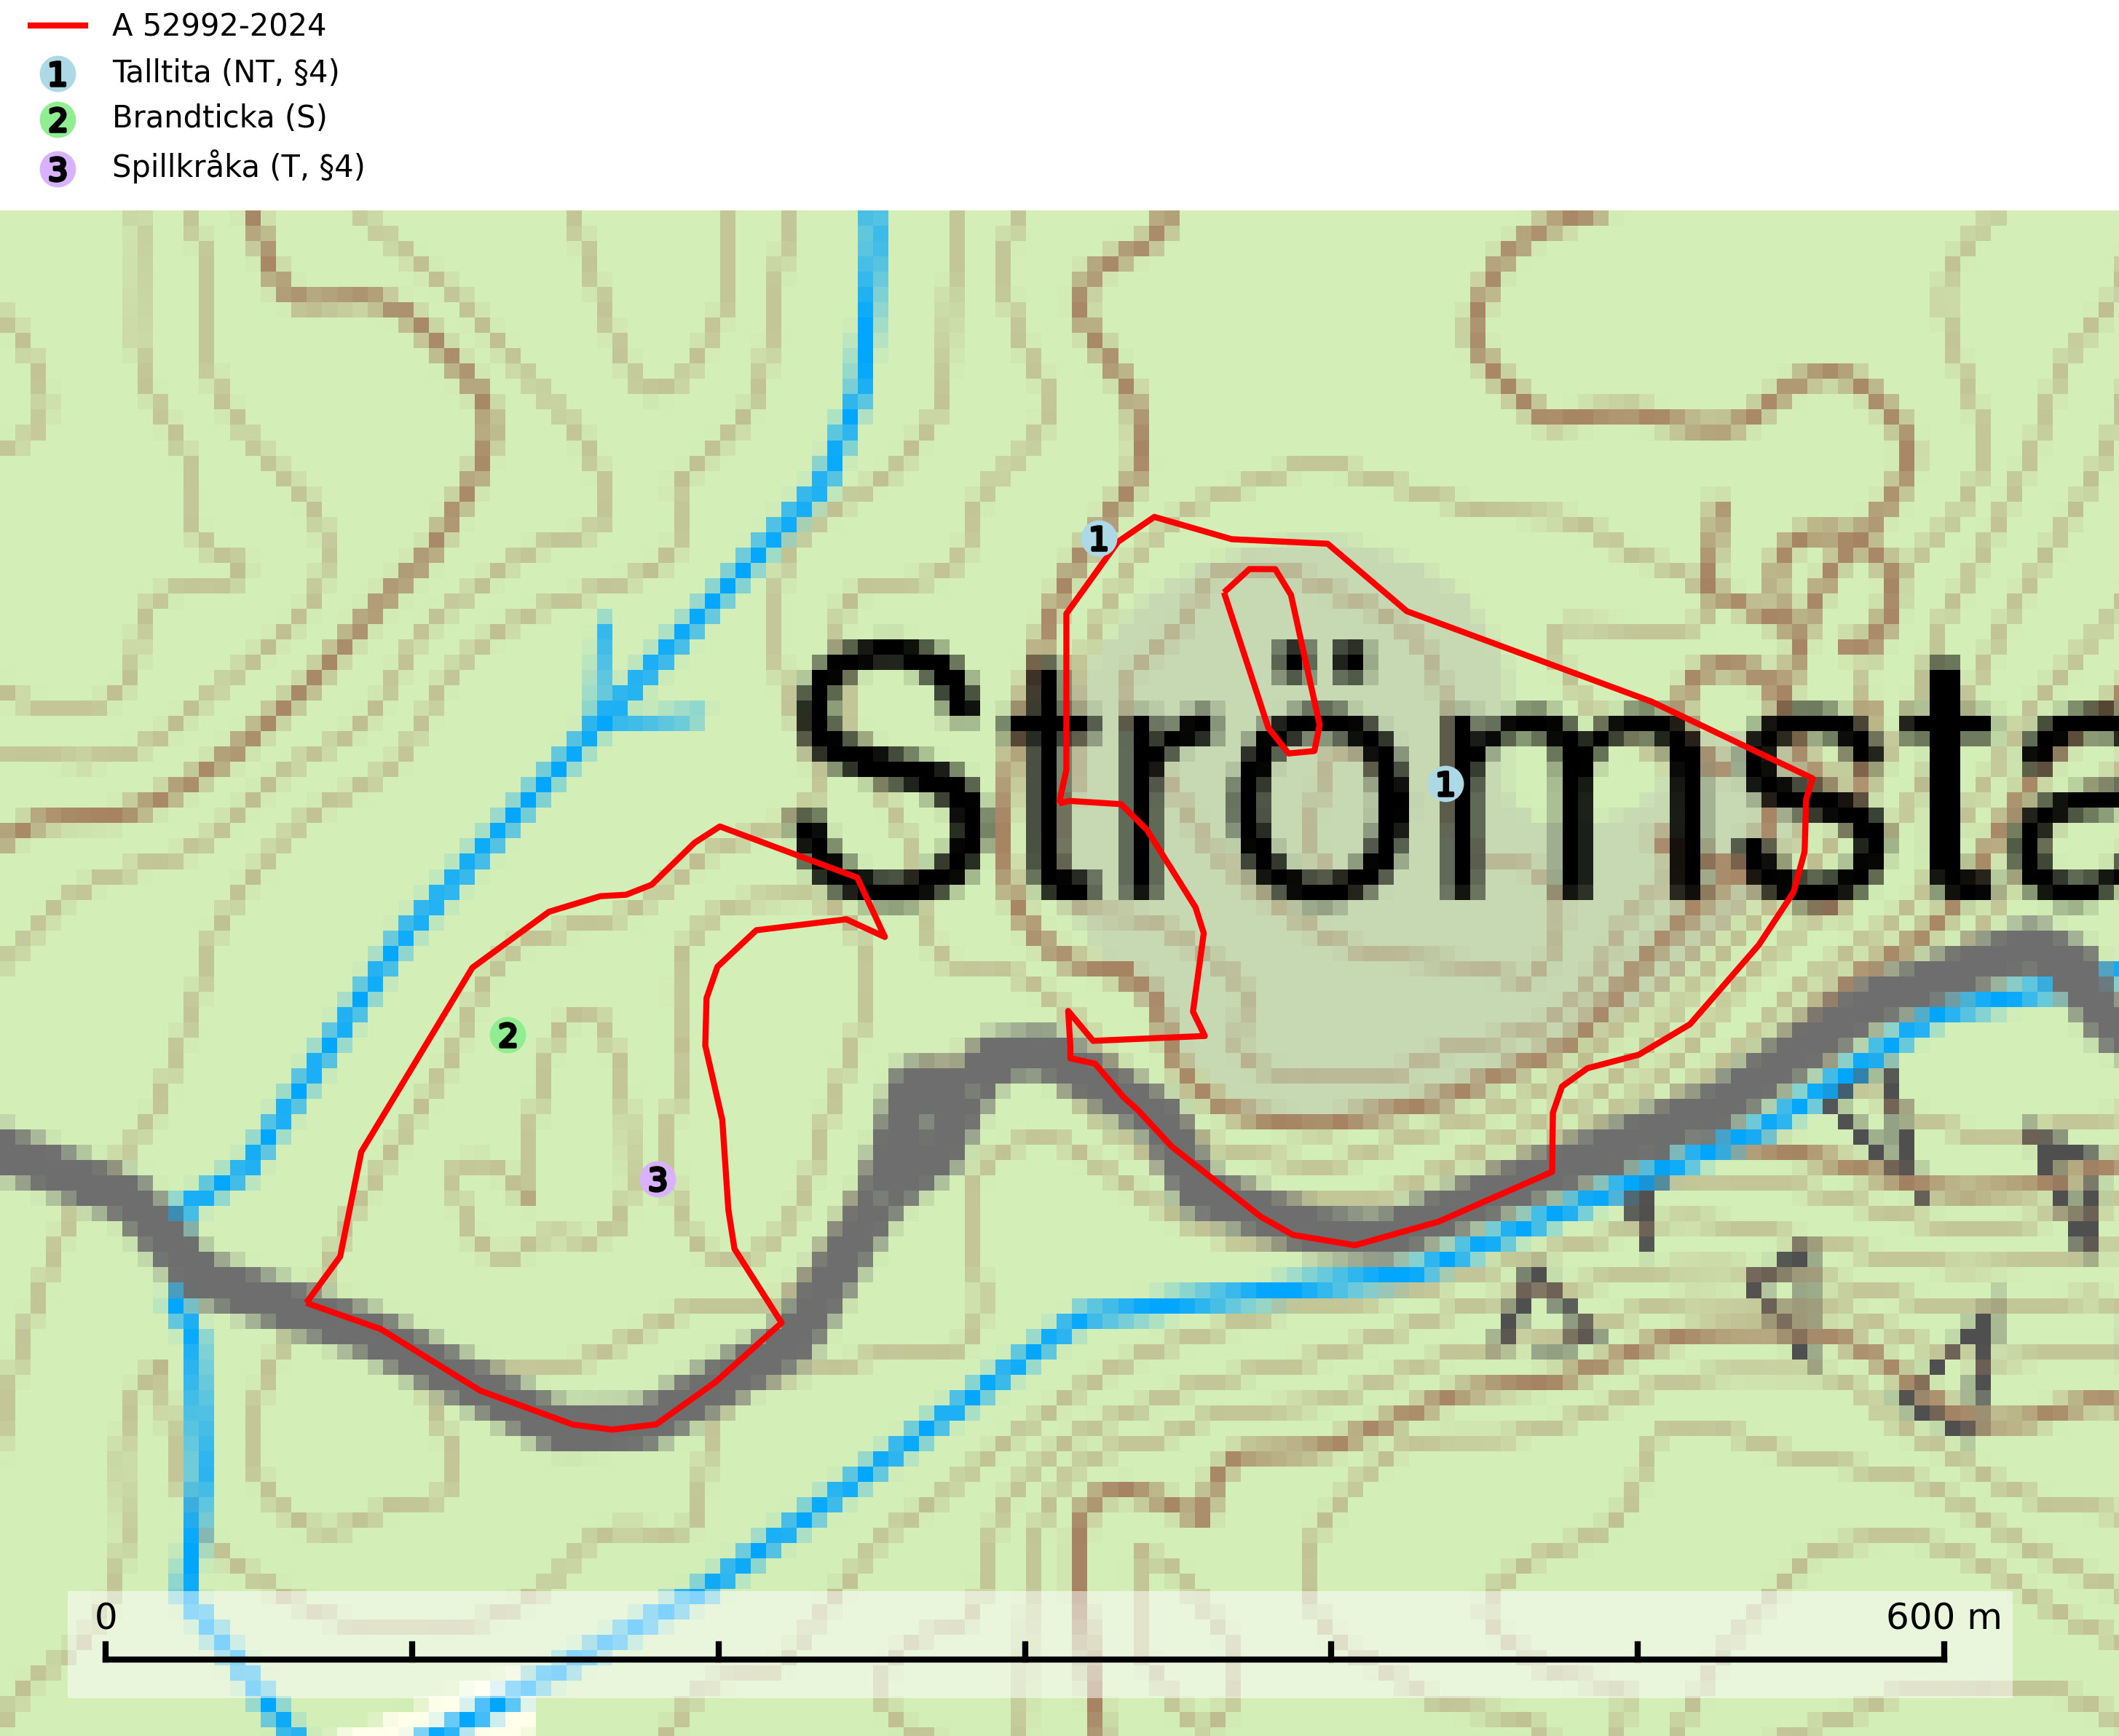 A 52992-2024
1 Talltita (NT, §4)
2 Brandticka (S)
3 Spillkråka (T, §4)
1
Strömsta
1
2
3
0 600 m